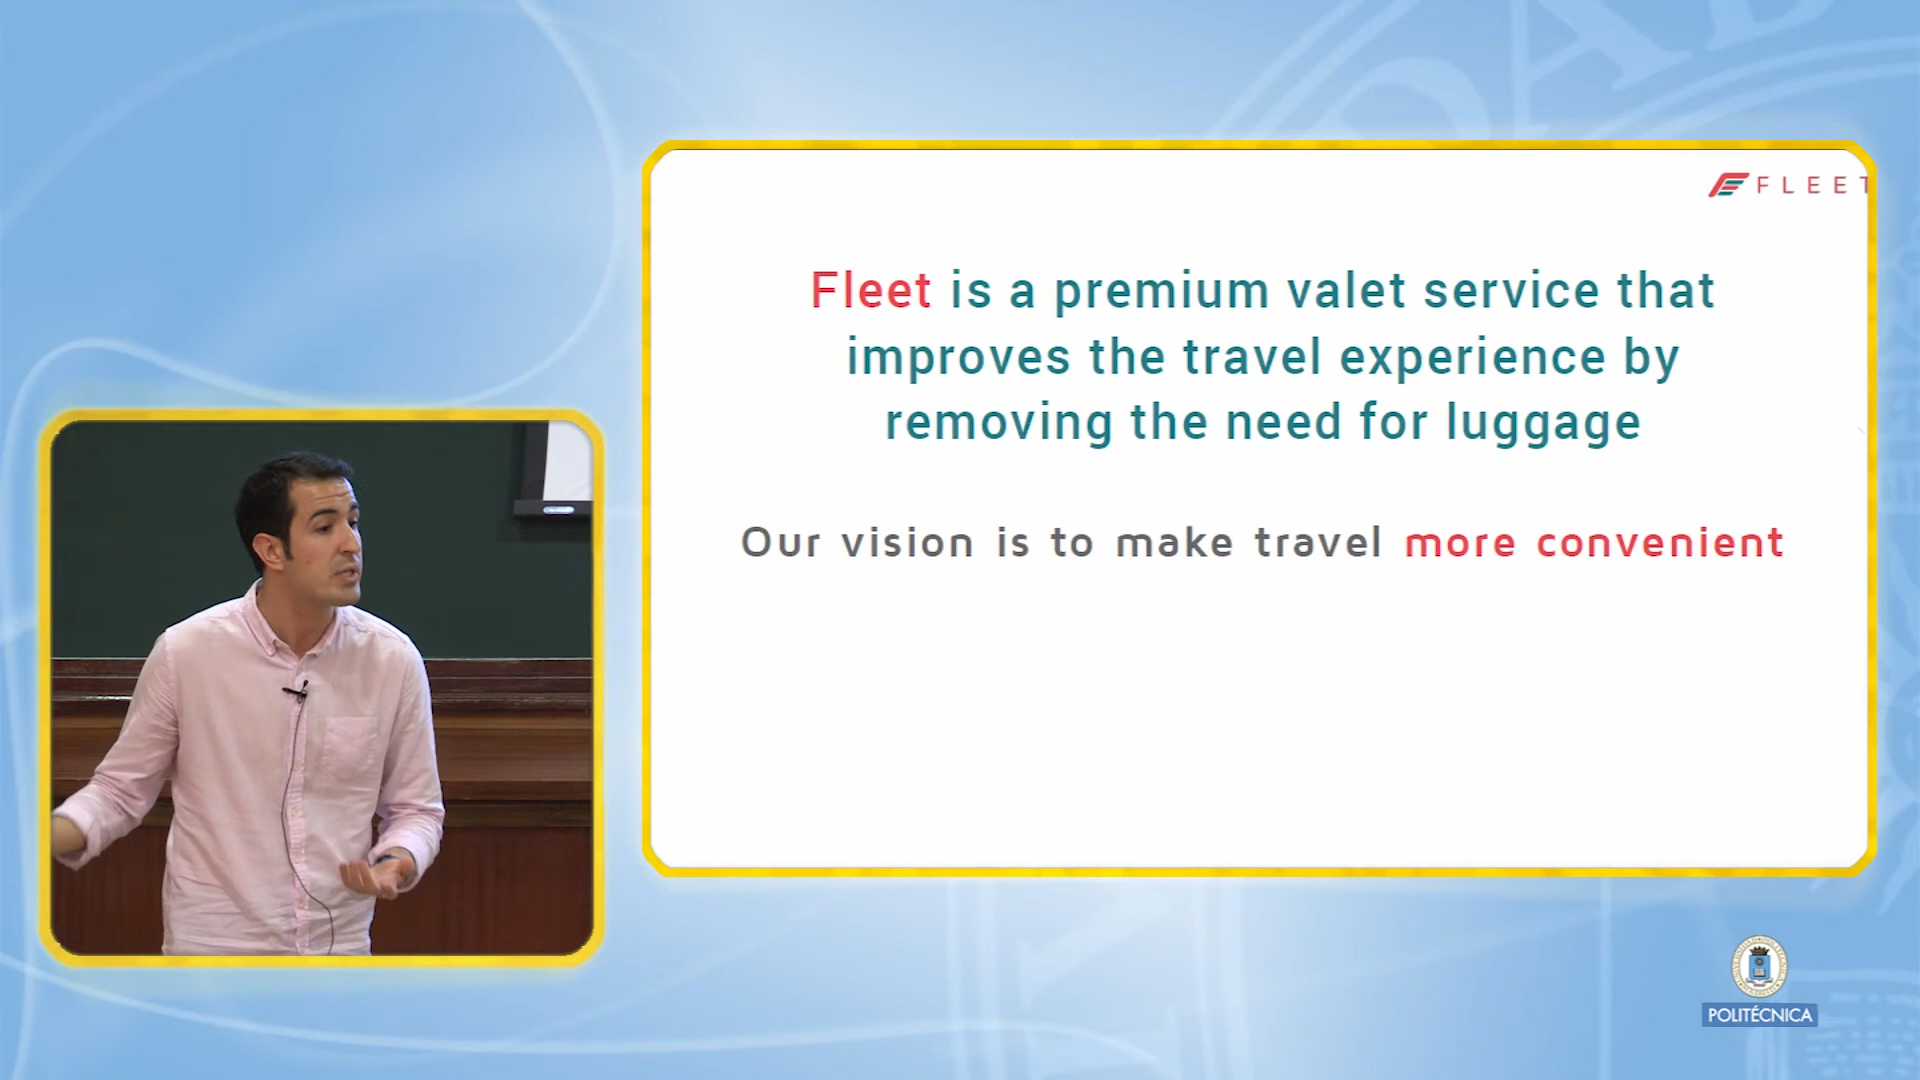 FLEET
Fleet is a premium valet service that
improves the travel experience by
removing the need for luggage
Our vision is to make travel more convenient
POLITÉCNICA